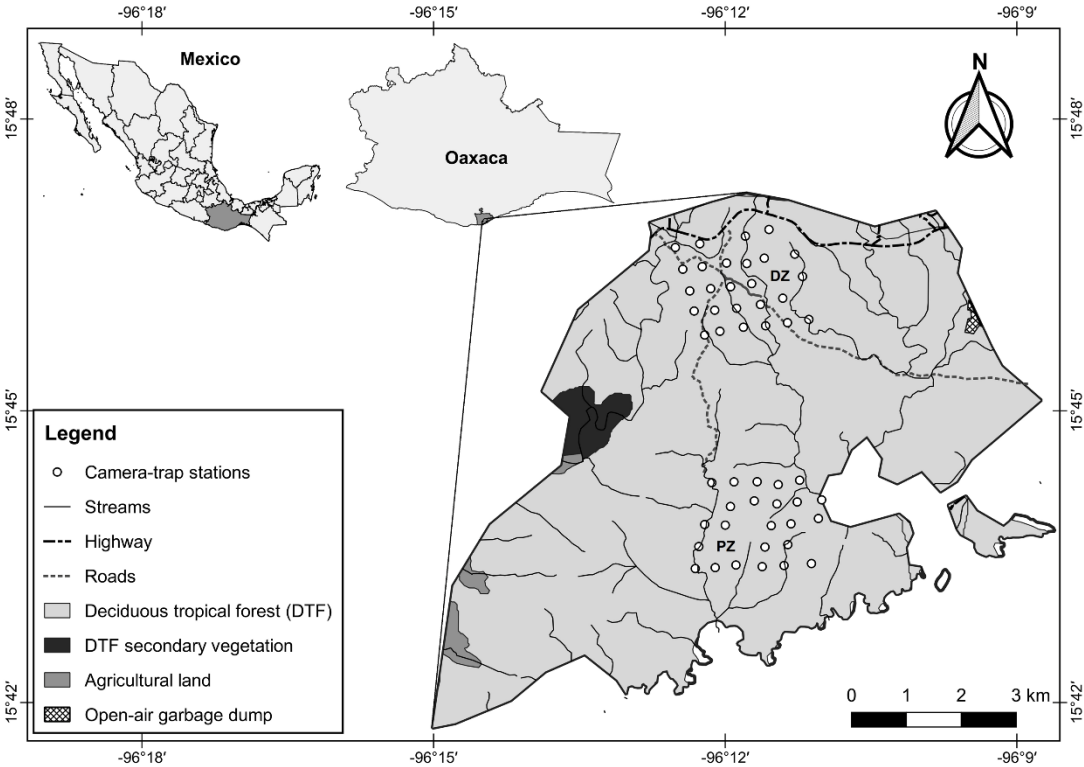 -96°18′ -96°15′ -96°12′ -96°9′
Mexico
Oaxaca
N
15°48′ 15°48′
DZ
15°45′ 15°45′
Legend
Camera-trap stations
Streams
Highway
Roads
Deciduous tropical forest (DTF)
DTF secondary vegetation
Agricultural land
Open-air garbage dump
PZ
0 1 2 3 km
15°42′ 15°42′
-96°18′ -96°15′ -96°12′ -96°9′